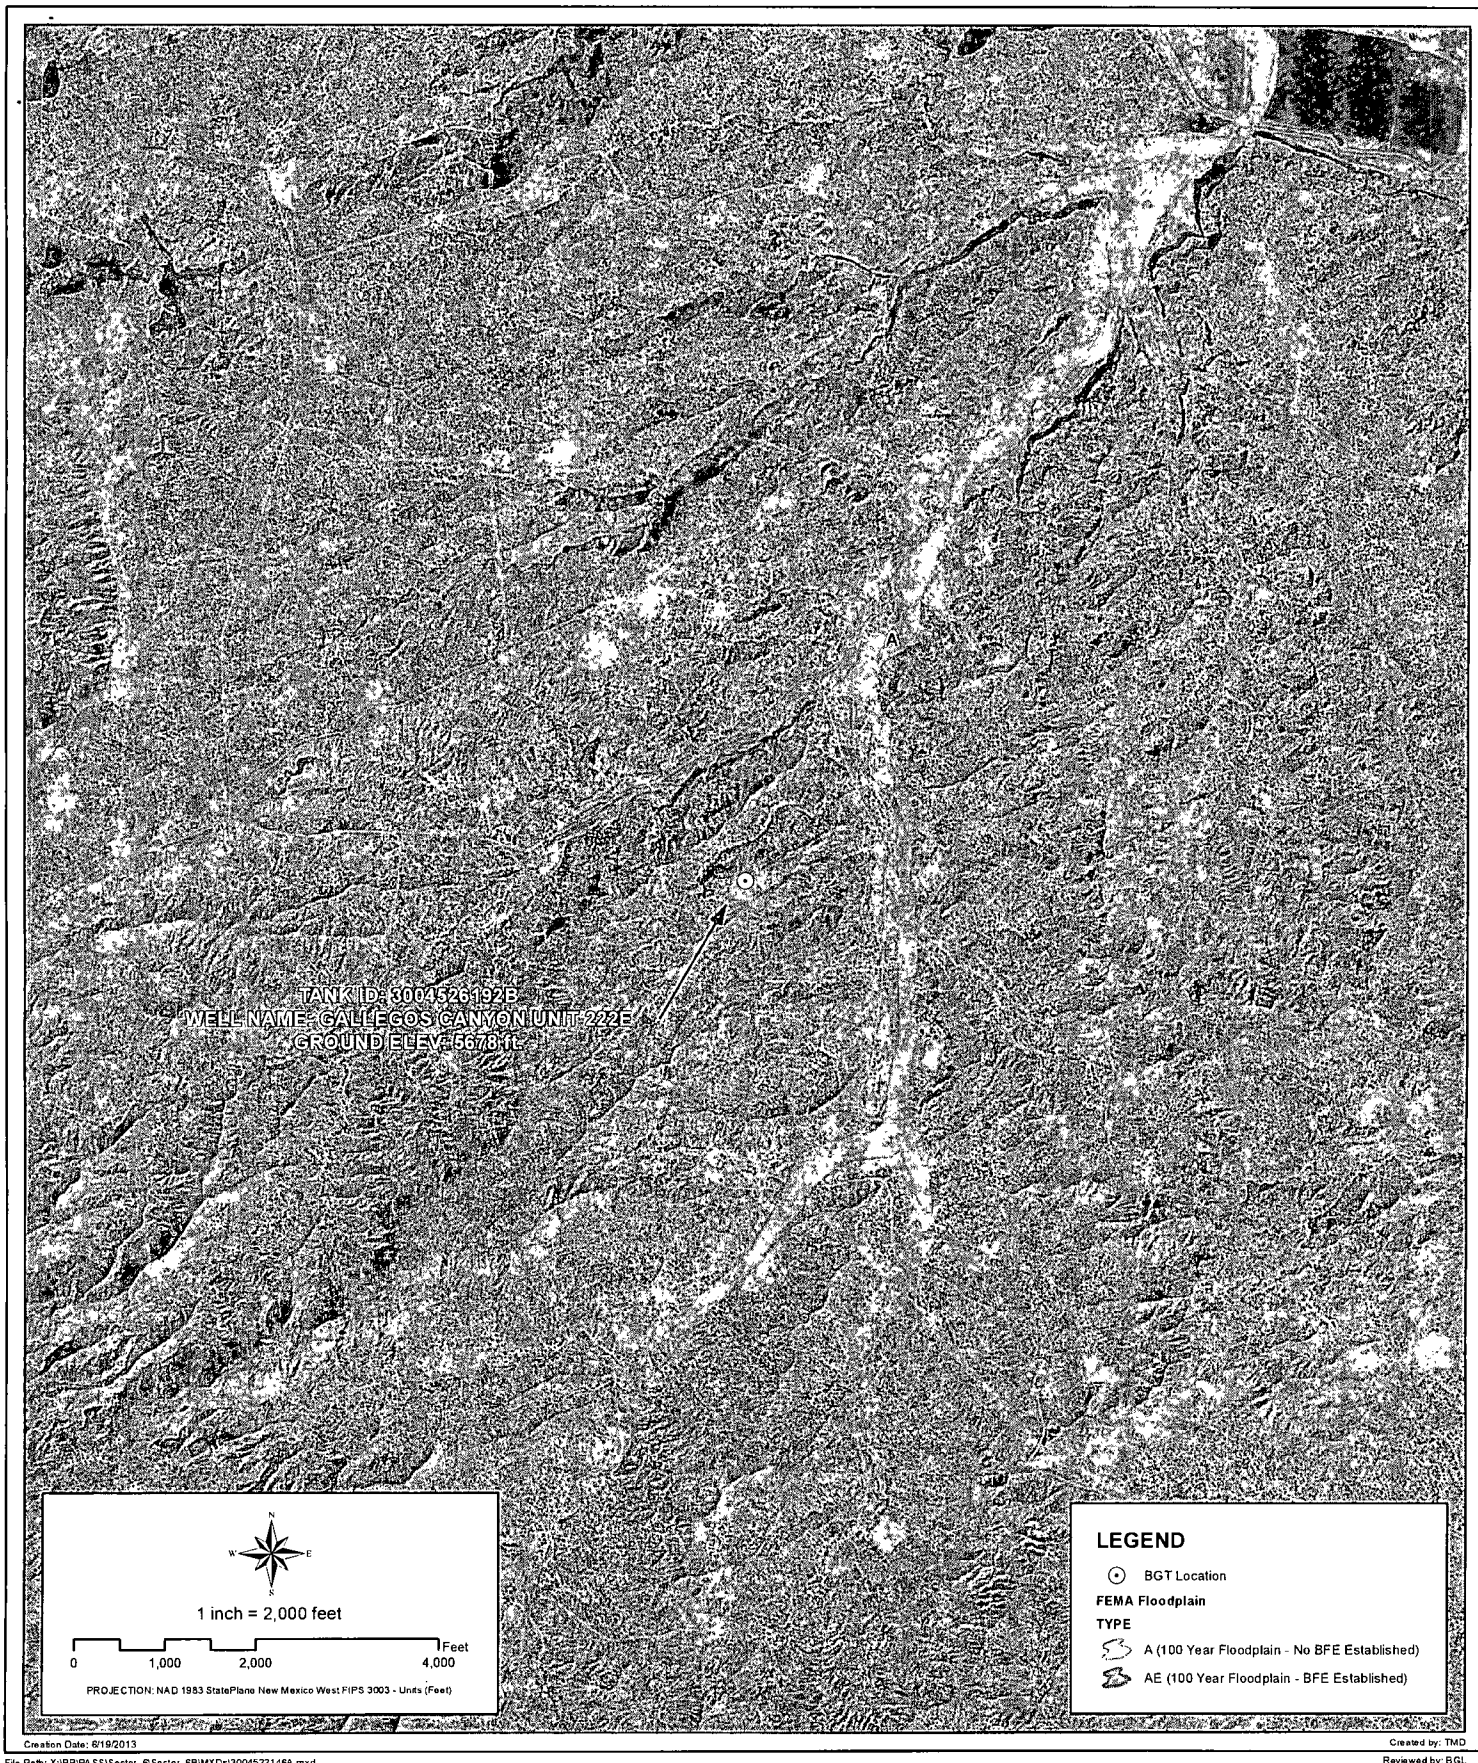 A
TANK ID: 3004526192B
WELL NAME: GALLEGOS CANYON UNIT 222E
GROUND ELEV: 5678 ft.
N
W E
S
1 inch = 2,000 feet
Feet
0 1,000 2,000 4,000
PROJECTION: NAD 1983 StatePlane New Mexico West FIPS 3003 - Units (Feet)
LEGEND
BGT Location
FEMA Floodplain
TYPE
A (100 Year Floodplain - No BFE Established)
AE (100 Year Floodplain - BFE Established)
Creation Date: 6/19/2013
Created by: TMD
File Path:
Reviewed by: BGL